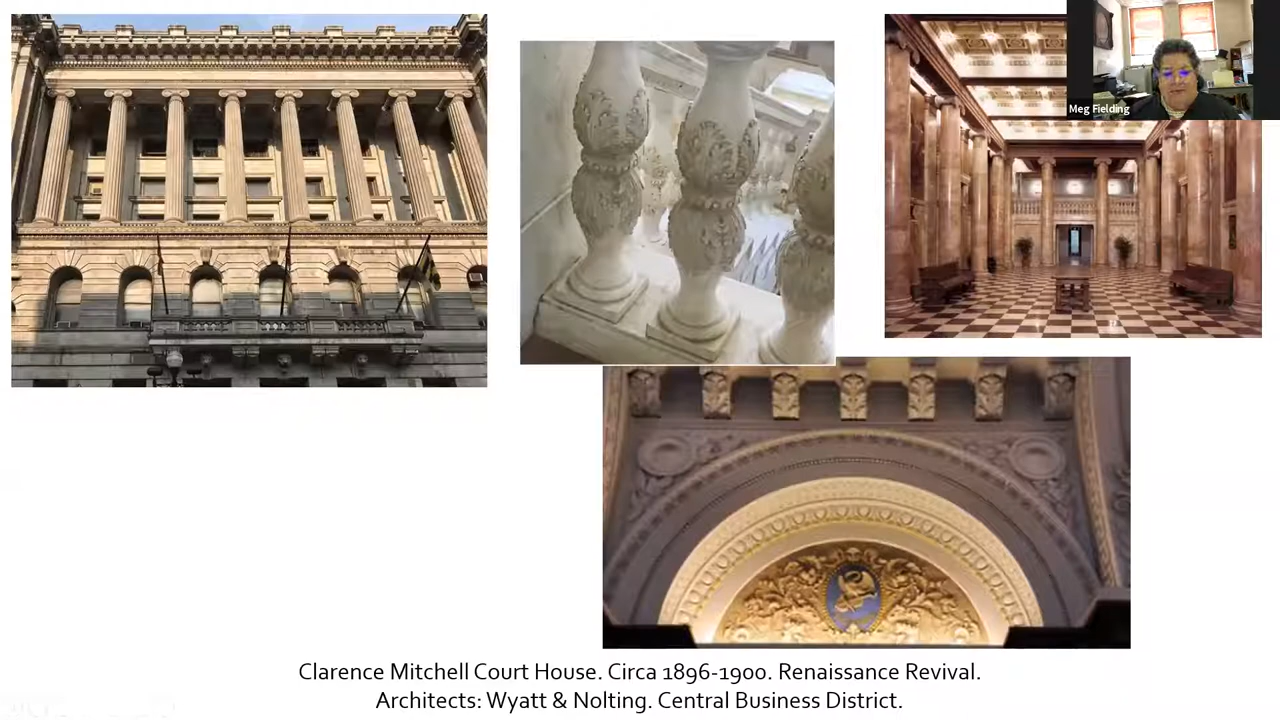 Meg Fielding
Clarence Mitchell Court House. Circa 1896-1900. Renaissance Revival.
Architects: Wyatt & Nolting. Central Business District.